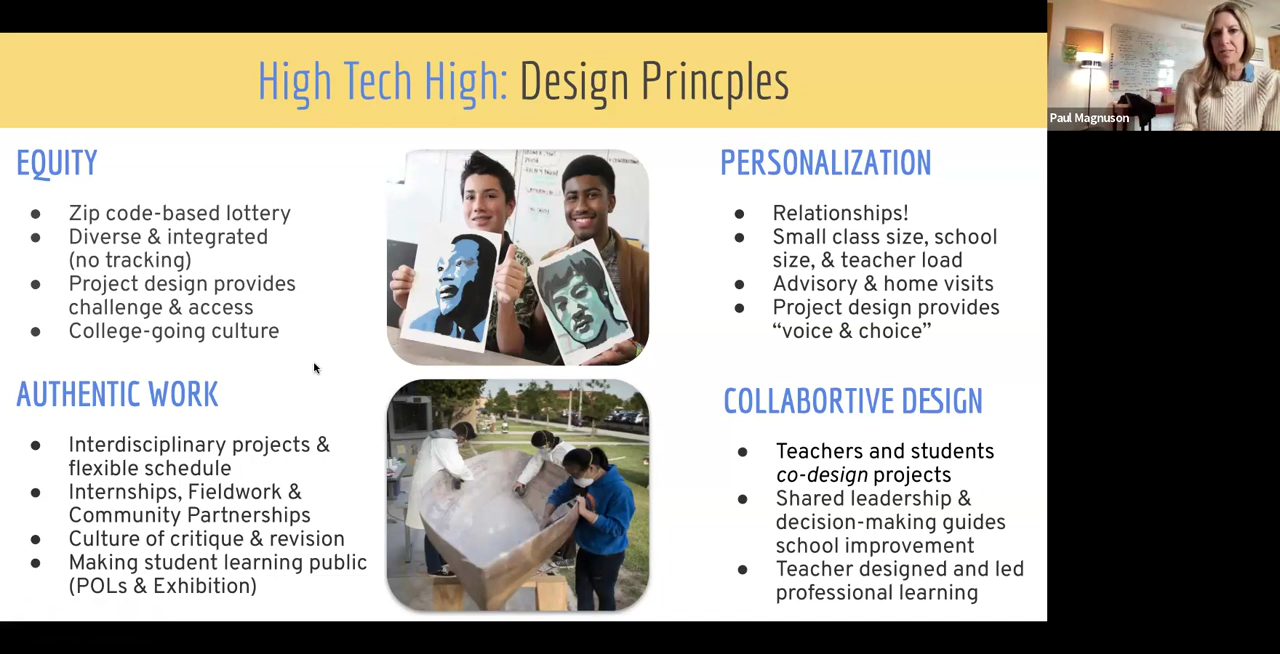 High Tech High: Design Princples
Paul Magnuson
EQUITY
● Zip code-based lottery
● Diverse & integrated
(no tracking)
● Project design provides
challenge & access
● College-going culture
PERSONALIZATION
● Relationships!
● Small class size, school
size, & teacher load
● Advisory & home visits
● Project design provides
“voice & choice”
AUTHENTIC WORK
● Interdisciplinary projects &
flexible schedule
● Internships, Fieldwork &
Community Partnerships
● Culture of critique & revision
● Making student learning public
(POLs & Exhibition)
COLLABORTIVE DESIGN
● Teachers and students
co-design projects
● Shared leadership &
decision-making guides
school improvement
● Teacher designed and led
professional learning